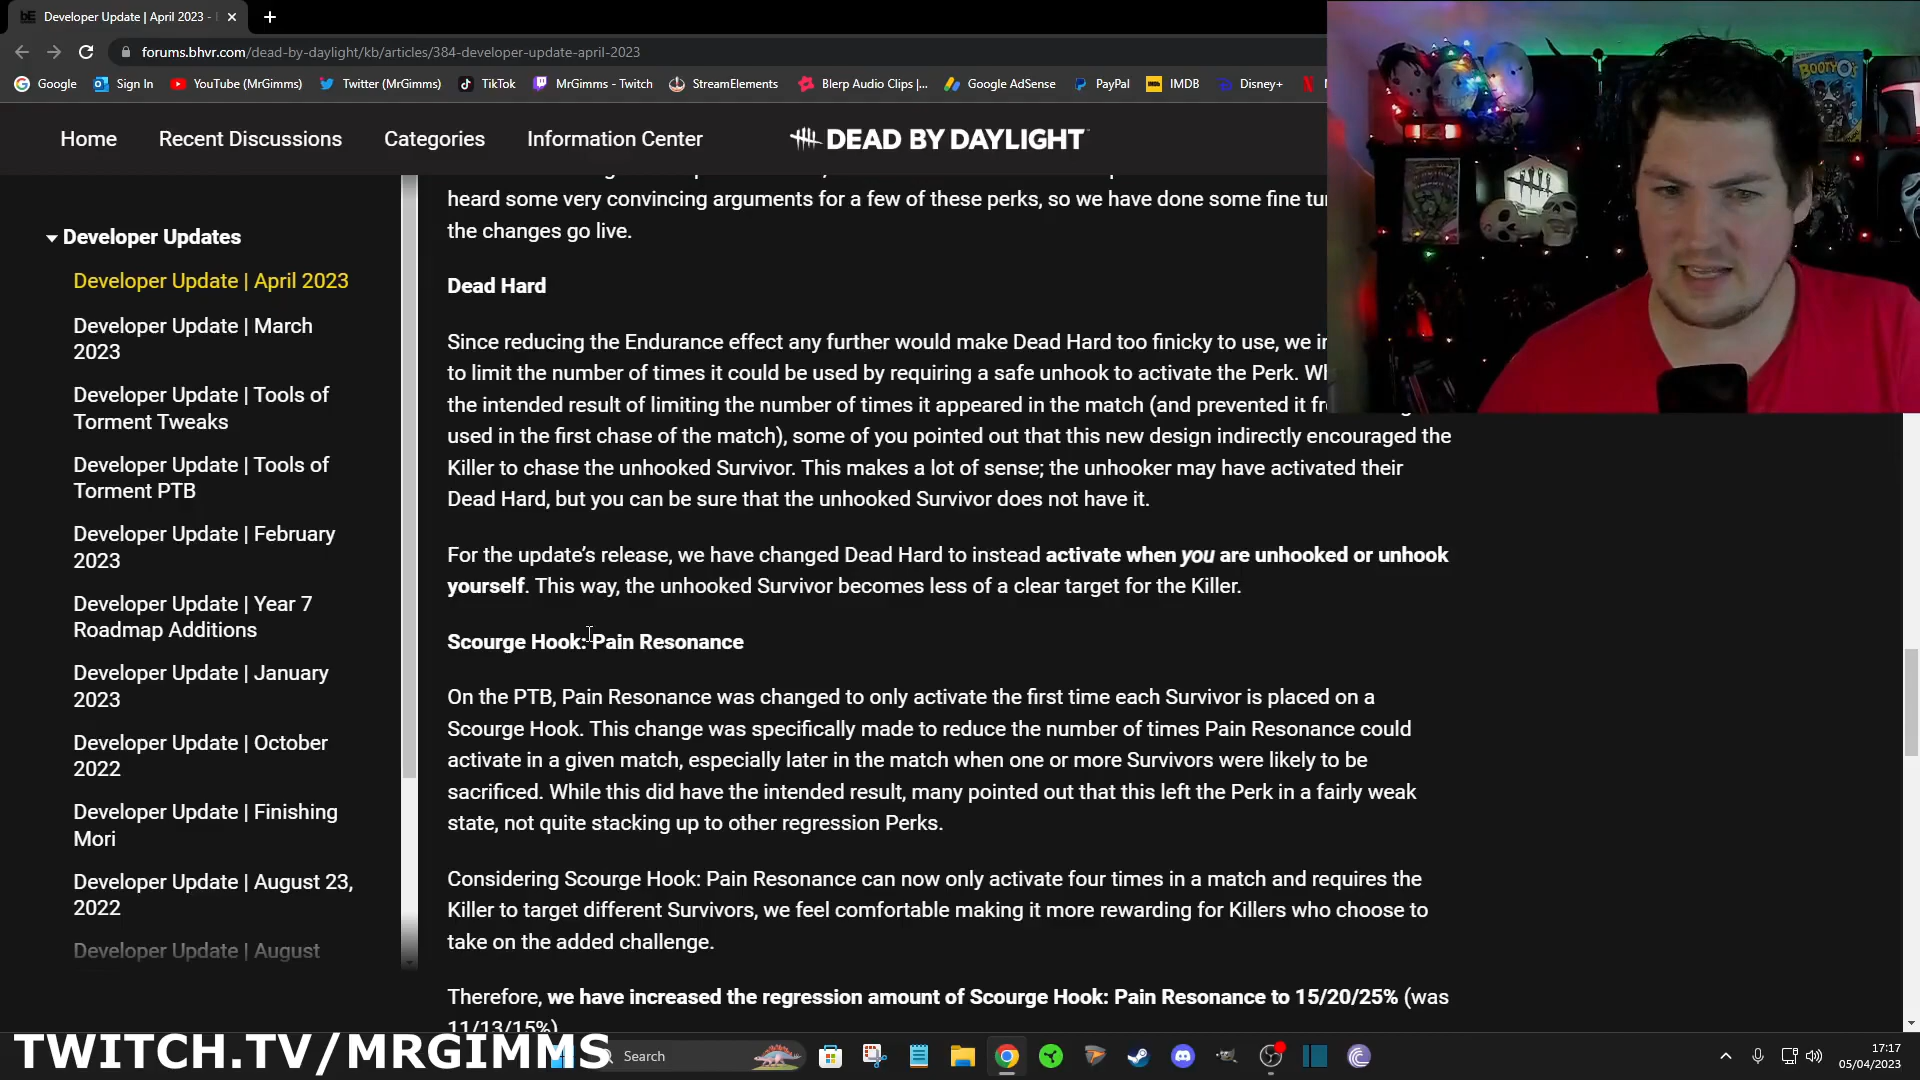 Developer Update | April 2023 -
forums.bhvr.com/dead-by-daylight/kb/articles/384-developer-update-april-2023
Google Sign In YouTube (MrGimms) Twitter (MrGimms) TikTok MrGimms - Twitch StreamElements Blerp Audio Clips |... Google AdSense PayPal IMDB Disney+
Home Recent Discussions Categories Information Center DEAD BY DAYLIGHT
BOOTYO'S
Developer Updates
Developer Update | April 2023
Developer Update | March
2023
Developer Update | Tools of
Torment Tweaks
Developer Update | Tools of
Torment PTB
Developer Update | February
2023
Developer Update | Year 7
Roadmap Additions
Developer Update | January
2023
Developer Update | October
2022
Developer Update | Finishing
Mori
Developer Update | August 23,
2022
Developer Update | August
heard some very convincing arguments for a few of these perks, so we have done some fine
the changes go live.
Dead Hard
Since reducing the Endurance effect any further would make Dead Hard too finicky to use, we
to limit the number of times it could be used by requiring a safe unhook to activate the Perk.
the intended result of limiting the number of times it appeared in the match (and prevented it
used in the first chase of the match), some of you pointed out that this new design indirectly encouraged the
Killer to chase the unhooked Survivor. This makes a lot of sense; the unhooker may have activated their
Dead Hard, but you can be sure that the unhooked Survivor does not have it.
For the update's release, we have changed Dead Hard to instead activate when you are unhooked or unhook
yourself. This way, the unhooked Survivor becomes less of a clear target for the Killer.
Scourge Hook: Pain Resonance
On the PTB, Pain Resonance was changed to only activate the first time each Survivor is placed on a
Scourge Hook. This change was specifically made to reduce the number of times Pain Resonance could
activate in a given match, especially later in the match when one or more Survivors were likely to be
sacrificed. While this did have the intended result, many pointed out that this left the Perk in a fairly weak
state, not quite stacking up to other regression Perks.
Considering Scourge Hook: Pain Resonance can now only activate four times in a match and requires the
Killer to target different Survivors, we feel comfortable making it more rewarding for Killers who choose to
take on the added challenge.
Therefore, we have increased the regression amount of Scourge Hook: Pain Resonance to 15/20/25% (was
11/13/15%)
TWITCH.TV/MRGIMMS
Search
17:17
05/04/2023